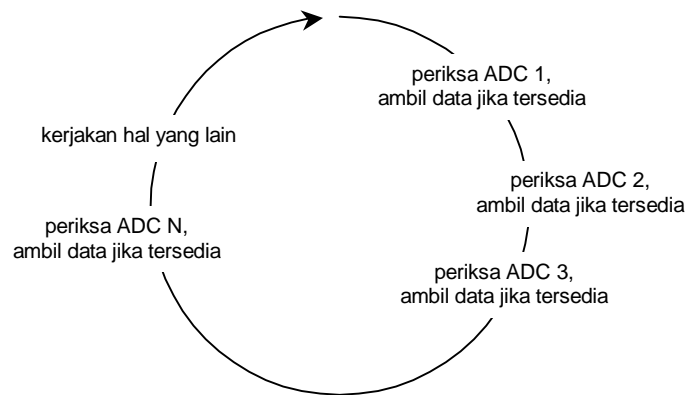 periksa ADC 1,
ambil data jika tersedia
periksa ADC 2,
ambil data jika tersedia
periksa ADC 3,
ambil data jika tersedia
periksa ADC N,
ambil data jika tersedia
kerjakan hal yang lain